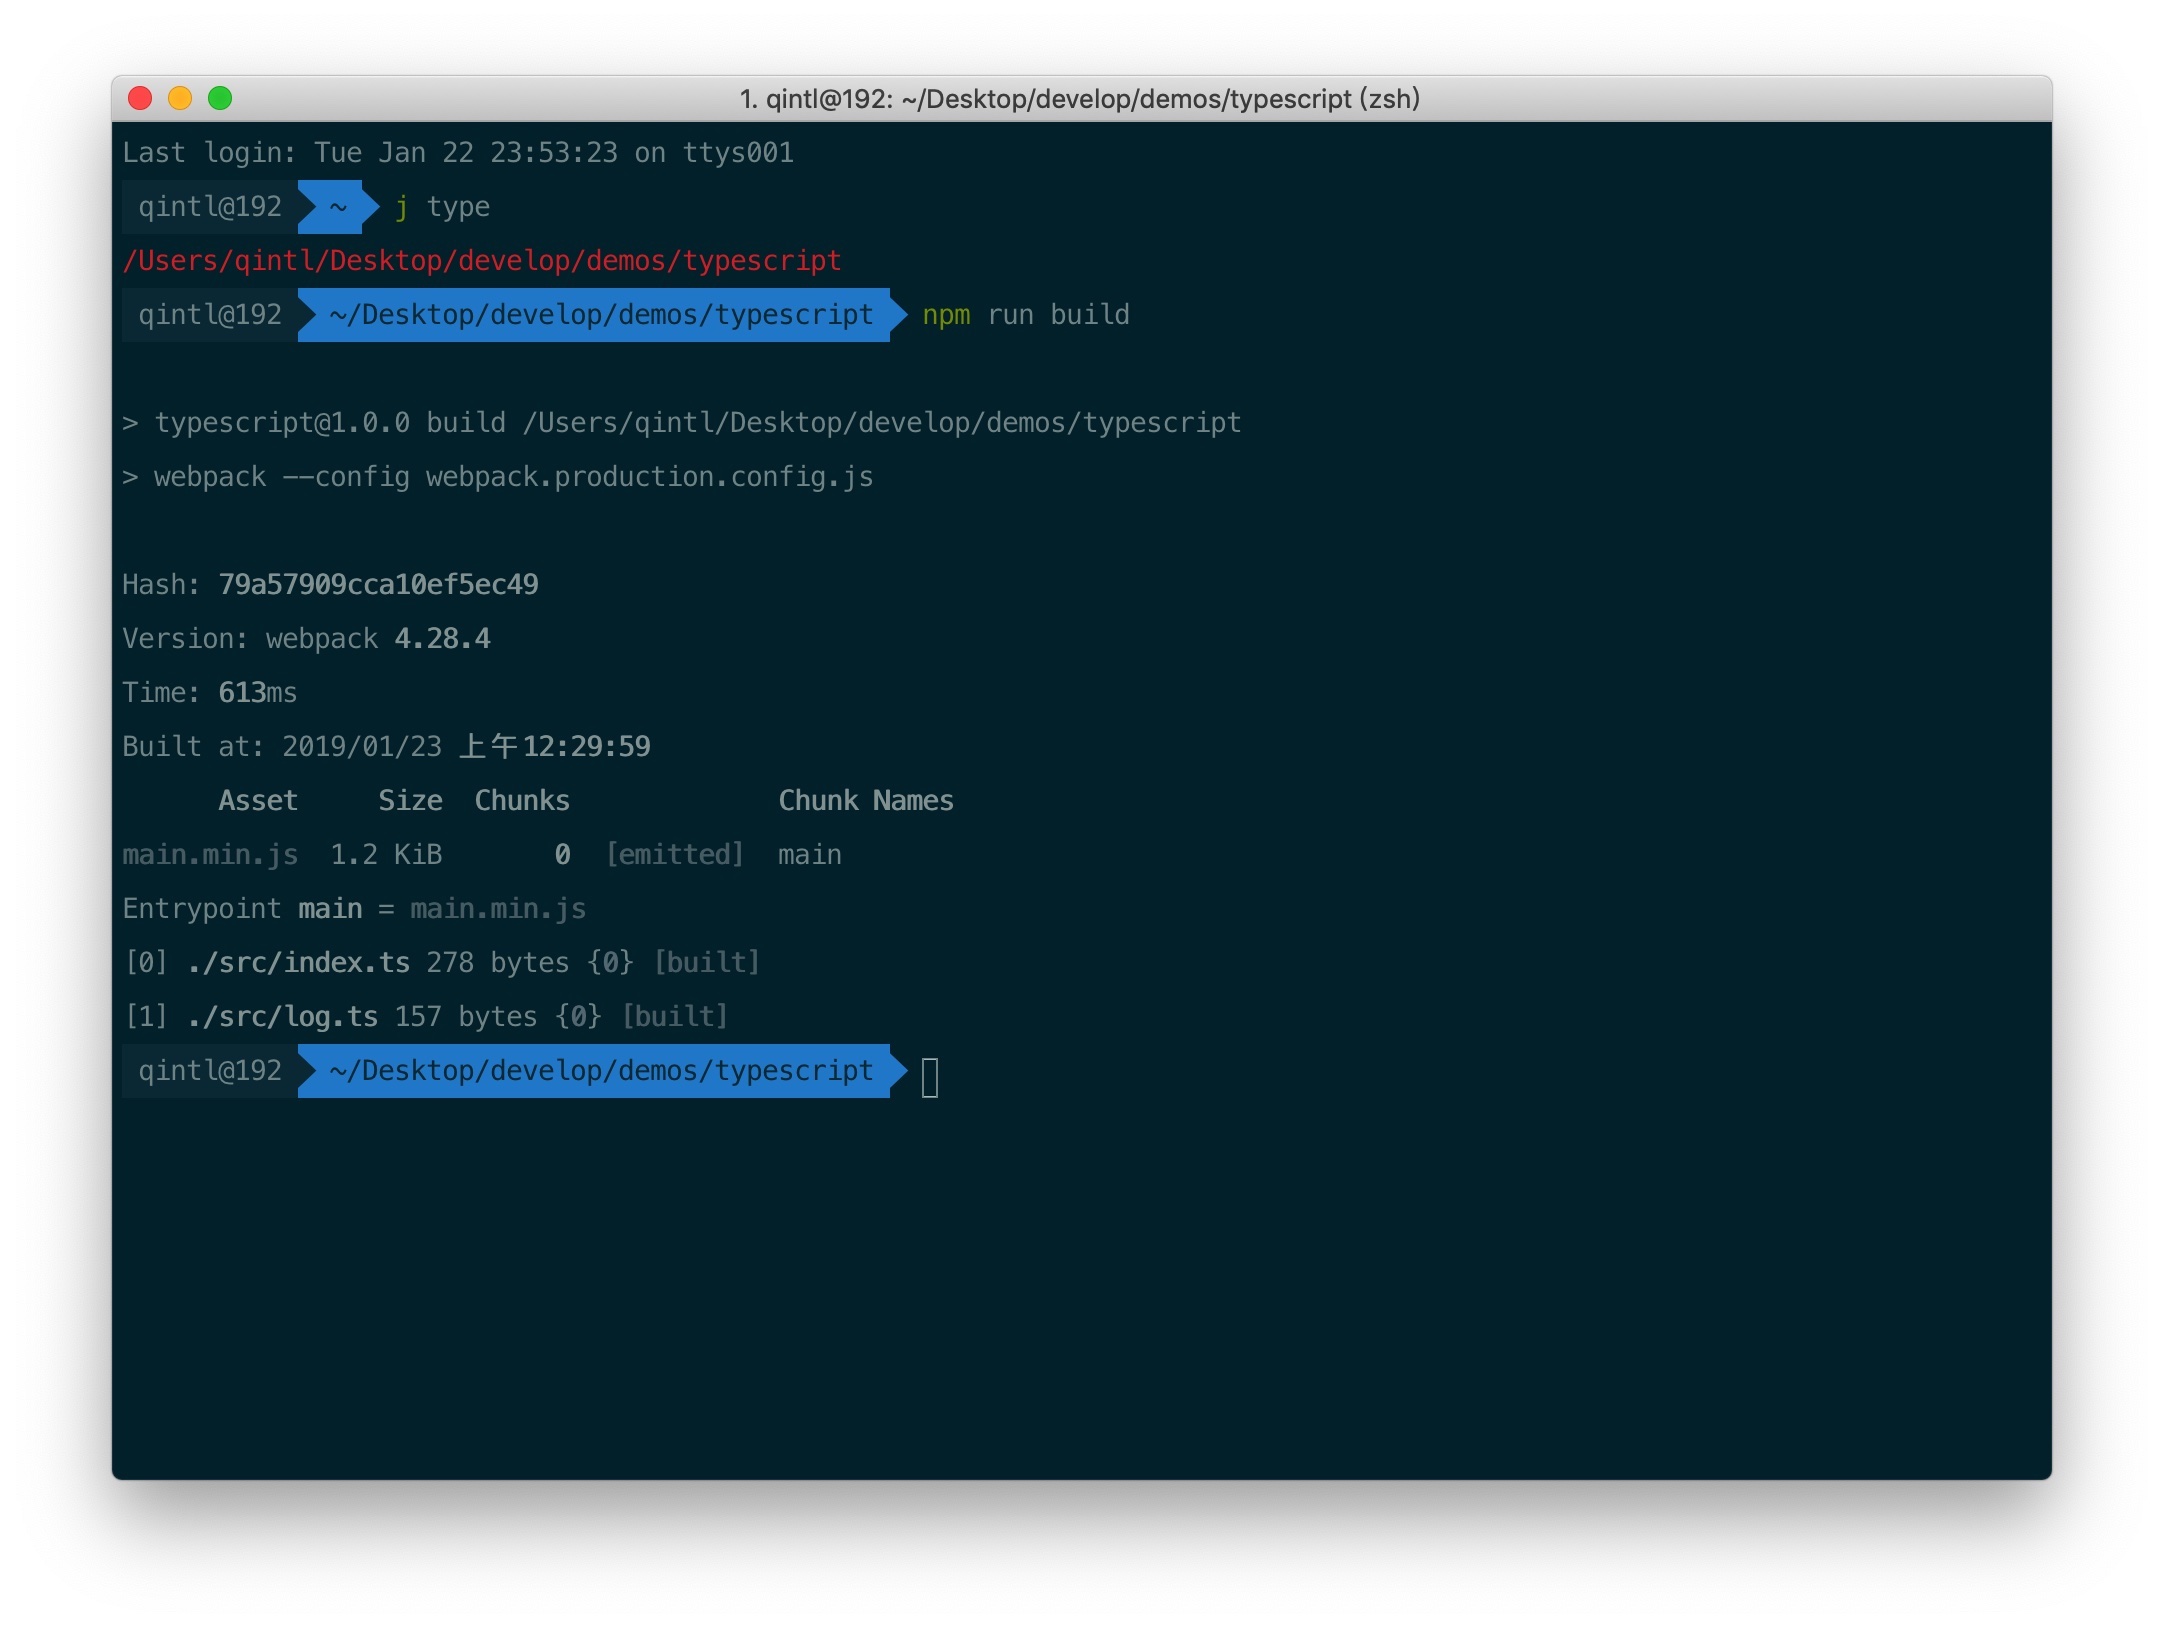 1. qintl@192: ~/Desktop/develop/demos/typescript (zsh)
Last login: Tue Jan 22 23:53:23 on ttys001
qintl@192 ~ j type
/Users/qintl/Desktop/develop/demos/typescript
qintl@192 ~/Desktop/develop/demos/typescript npm run build
> typescript@1.0.0 build /Users/qintl/Desktop/develop/demos/typescript
> webpack --config webpack.production.config.js
Hash: 79a57909cca10ef5ec49
Version: webpack 4.28.4
Time: 613ms
Built at: 2019/01/23 上午12:29:59
Asset Size Chunks Chunk Names
main.min.js 1.2 KiB 0 [emitted] main
Entrypoint main = main.min.js
[0] ./src/index.ts 278 bytes {0} [built]
[1] ./src/log.ts 157 bytes {0} [built]
qintl@192 ~/Desktop/develop/demos/typescript